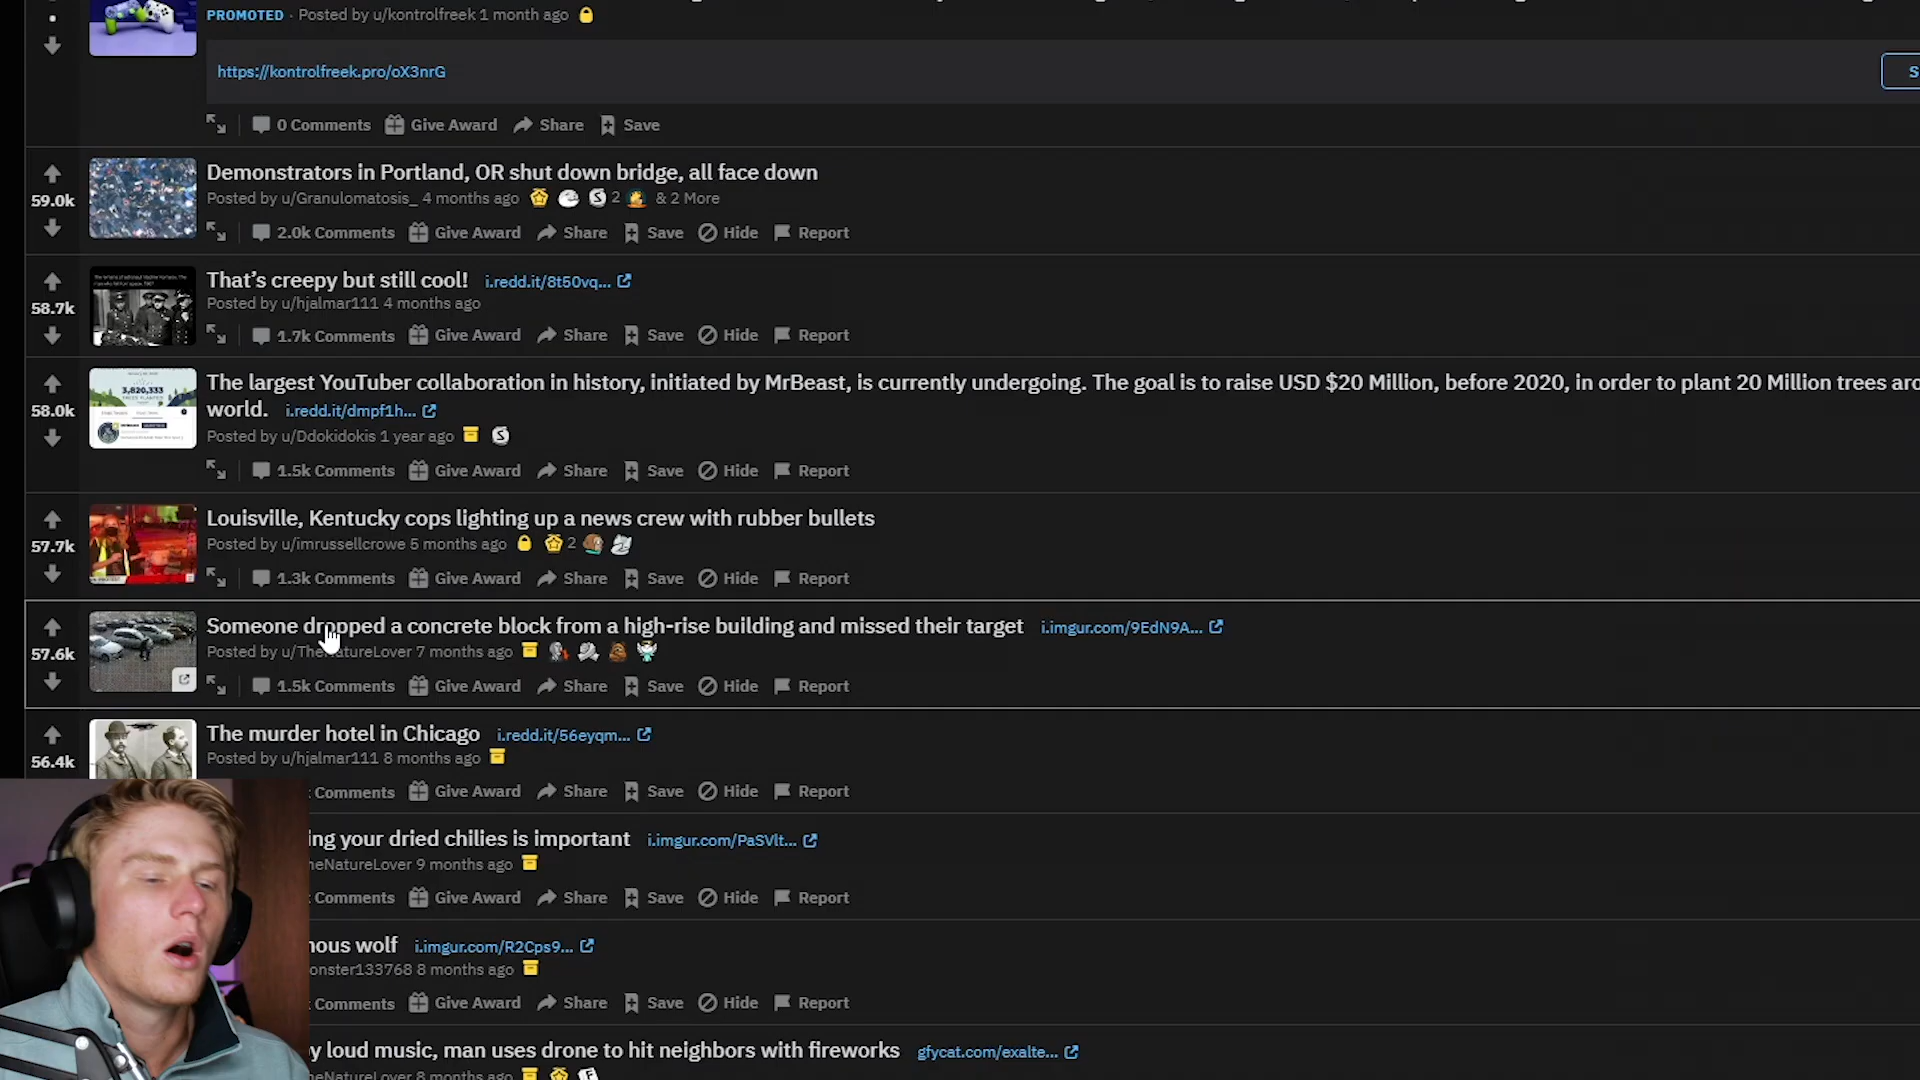 PROMOTED · Posted by u/kontrolfreek 1 month ago
https://kontrolfreek.pro/oX3nrG
S
0 Comments Give Award Share Save
Demonstrators in Portland, OR shut down bridge, all face down
59.0k
Posted by u/Granulomatosis_ 4 months ago 2 & 2 More
2.0k Comments Give Award Share Save Hide Report
That's creepy but still cool! i.redd.it/8t50vq...
58.7k
Posted by u/hjalmar111 4 months ago
1.7k Comments Give Award Share Save Hide Report
The largest YouTuber collaboration in history, initiated by MrBeast, is currently undergoing. The goal is to raise USD $20 Million, before 2020, in order to plant 20 Million trees aro
3,820,333
58.0k
world. i.redd.it/dmpf1h...
Posted by u/Ddokidokis 1 year ago
1.5k Comments Give Award Share Save Hide Report
Louisville, Kentucky cops lighting up a news crew with rubber bullets
57.7k
Posted by u/imrussellcrowe 5 months ago 2
1.3k Comments Give Award Share Save Hide Report
Someone dropped a concrete block from a high-rise building and missed their target i.imgur.com/9EdN9A...
57.6k
Posted by u/TheNatureLover 7 months ago
1.5k Comments Give Award Share Save Hide Report
The murder hotel in Chicago i.redd.it/56eyqm...
56.4k
Posted by u/hjalmar111 8 months ago
Comments Give Award Share Save Hide Report
ing your dried chilies is important i.imgur.com/PaSVlt...
heNatureLover 9 months ago
Comments Give Award Share Save Hide Report
nous wolf i.imgur.com/R2Cps9...
onster133768 8 months ago
Comments Give Award Share Save Hide Report
y loud music, man uses drone to hit neighbors with fireworks gfycat.com/exalte...
heNatureLover 8 months ago